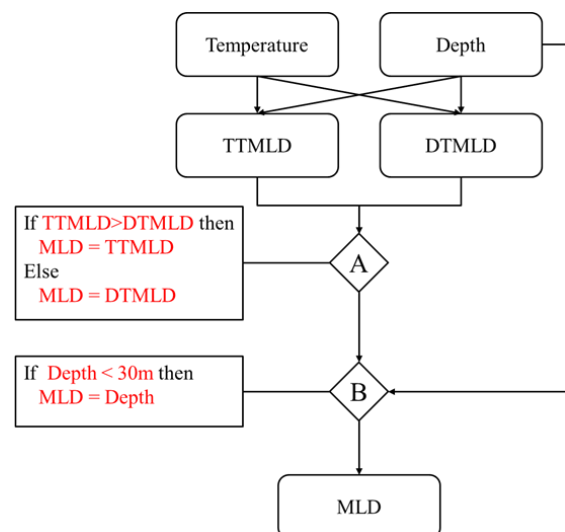 Temperature
Depth
TTMLD
DTMLD
If TTMLD>DTMLD then
MLD = TTMLD
Else
MLD = DTMLD
A
If Depth < 30m then
MLD = Depth
B
MLD